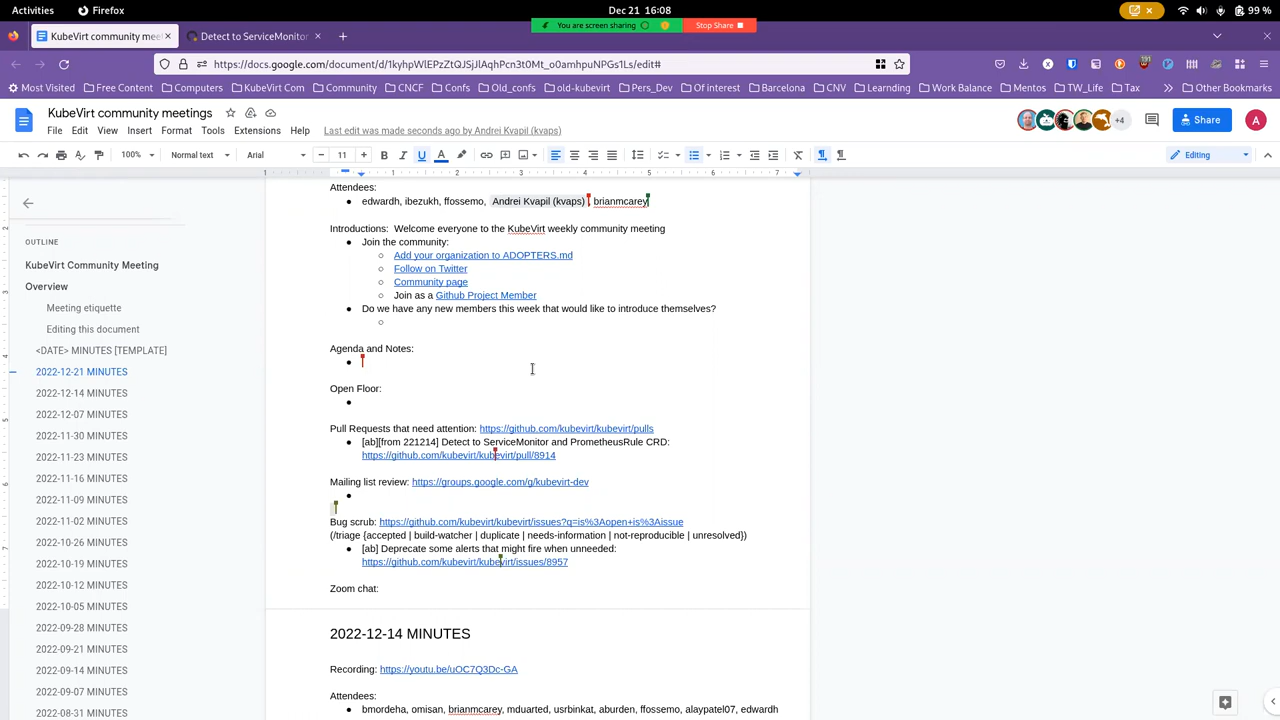 Activities Firefox Dec 21 16:08 99 %
You are screen sharing Stop Share
KubeVirt community mee Detect to ServiceMonitor
https://docs.google.com/document/d/1kyhpWlEPzZtQJSjJlAqhPcn3t0Mt_o0amhpuNPGs1Ls/edit#
Most Visited Free Content Computers KubeVirt Com Community CNCF Confs Old_confs old-kubevirt Pers_Dev Of interest Barcelona CNV Learnding Work Balance Mentos TW_Life Tax Other Bookmarks
KubeVirt community meetings
+4 Share A
File Edit View Insert Format Tools Extensions Help Last edit was made seconds ago by Andrei Kvapil (kvaps)
100% Normal text Arial 11 B I U A Editing
1 1 2 3 4 5 6 7
OUTLINE
KubeVirt Community Meeting
Overview
Meeting etiquette
Editing this document
<DATE> MINUTES [TEMPLATE]
2022-12-21 MINUTES
2022-12-14 MINUTES
2022-12-07 MINUTES
2022-11-30 MINUTES
2022-11-23 MINUTES
2022-11-16 MINUTES
2022-11-09 MINUTES
2022-11-02 MINUTES
2022-10-26 MINUTES
2022-10-19 MINUTES
2022-10-12 MINUTES
2022-10-05 MINUTES
2022-09-28 MINUTES
2022-09-21 MINUTES
2022-09-14 MINUTES
2022-09-07 MINUTES
2022-08-31 MINUTES
Attendees:
● edwardh, ibezukh, ffossemo, Andrei Kvapil (kvaps) , brianmcarey
Introductions: Welcome everyone to the KubeVirt weekly community meeting
● Join the community:
○ Add your organization to ADOPTERS.md
○ Follow on Twitter
○ Community page
○ Join as a Github Project Member
● Do we have any new members this week that would like to introduce themselves?
○
Agenda and Notes:
●
Open Floor:
●
Pull Requests that need attention: https://github.com/kubevirt/kubevirt/pulls
● [ab][from 221214] Detect to ServiceMonitor and PrometheusRule CRD:
https://github.com/kubevirt/kubevirt/pull/8914
Mailing list review: https://groups.google.com/g/kubevirt-dev
●
Bug scrub: https://github.com/kubevirt/kubevirt/issues?q=is%3Aopen+is%3Aissue
(/triage {accepted | build-watcher | duplicate | needs-information | not-reproducible | unresolved})
● [ab] Deprecate some alerts that might fire when unneeded:
https://github.com/kubevirt/kubevirt/issues/8957
Zoom chat:
2022-12-14 MINUTES
Recording: https://youtu.be/uOC7Q3Dc-GA
Attendees:
● bmordeha, omisan, brianmcarey, mduarted, usrbinkat, aburden, ffossemo, alaypatel07, edwardh